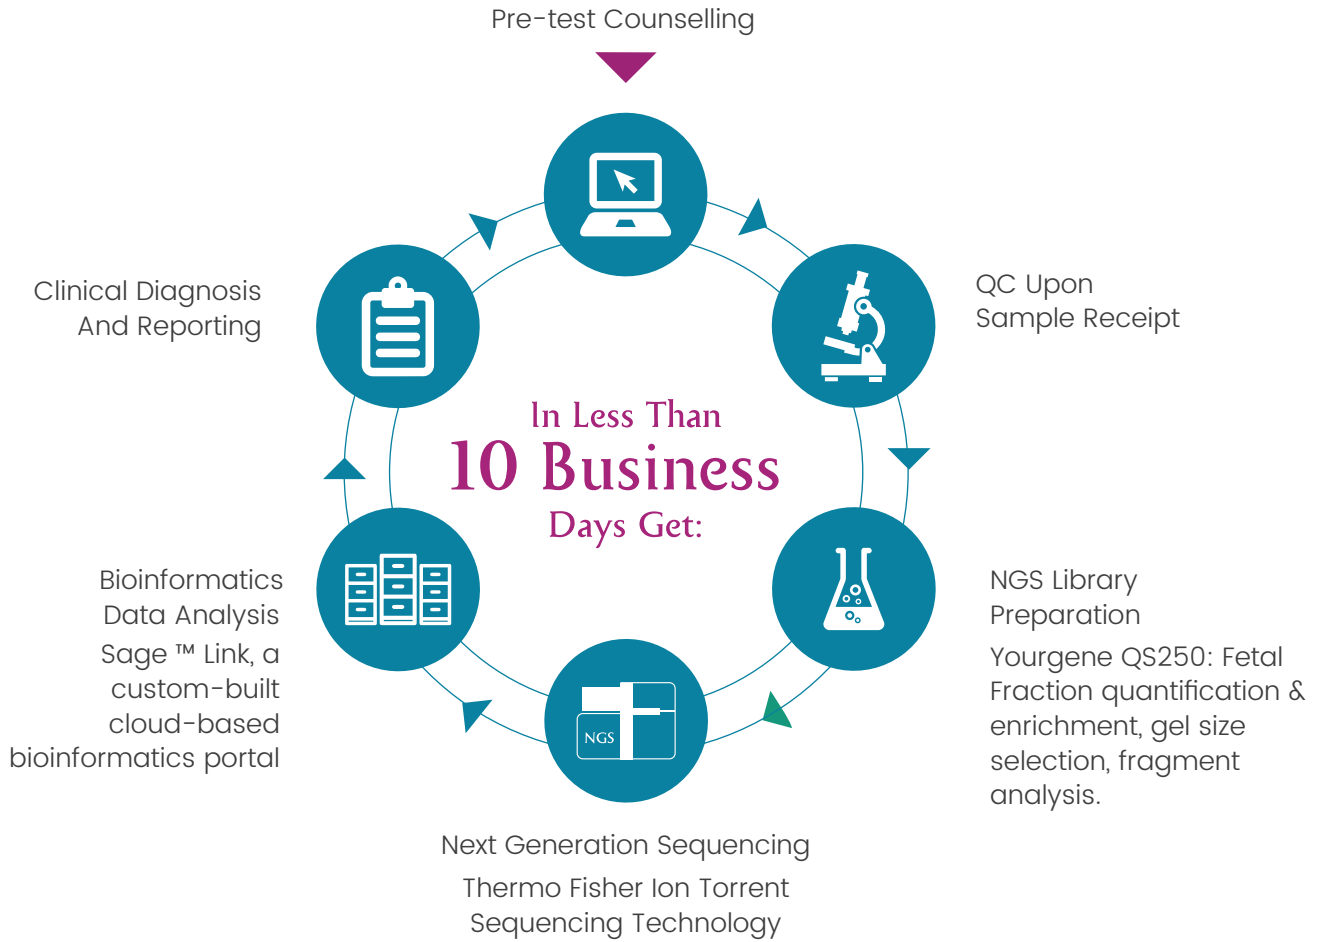 Pre-test Counselling
QC Upon
Sample Receipt
NGS Library
Preparation
Yourgene QS250: Fetal
Fraction quantification &
enrichment, gel size
selection, fragment
analysis.
Next Generation Sequencing
Thermo Fisher Ion Torrent
Sequencing Technology
NGS
Bioinformatics
Data Analysis
Sage ™ Link, a
custom-built
cloud-based
bioinformatics portal
Clinical Diagnosis
And Reporting
In Less Than
10 Business
Days Get: